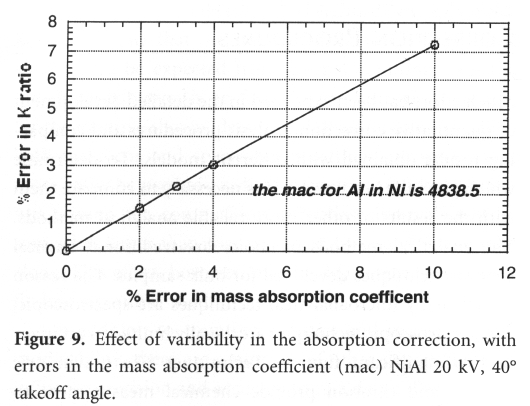 8
7
6
5
4
3
2
1
0
% Error in K ratio
the mac for Al in Ni is 4838.5
0 2 4 6 8 10 12
% Error in mass absorption coefficent
Figure 9. Effect of variability in the absorption correction, with
errors in the mass absorption coefficient (mac) NiAl 20 kV, 40°
takeoff angle.